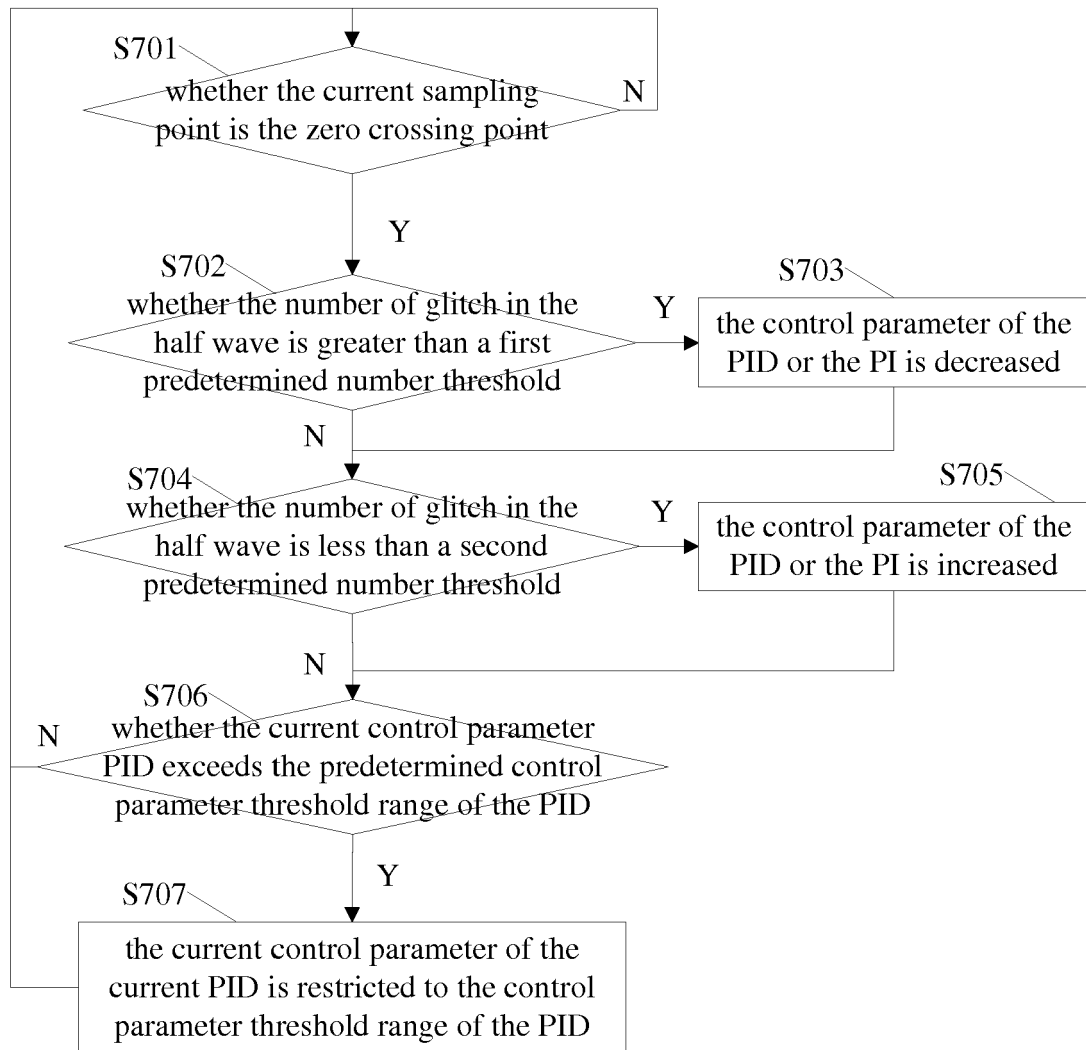 S701
whether the current sampling
point is the zero crossing point
N
Y
S702
whether the number of glitch in the
half wave is greater than a first
predetermined number threshold
Y
S703
the control parameter of the
PID or the PI is decreased
N
S704
whether the number of glitch in the
half wave is less than a second
predetermined number threshold
Y
S705
the control parameter of the
PID or the PI is increased
N
S706
whether the current control parameter
PID exceeds the predetermined control
parameter threshold range of the PID
N
Y
S707
the current control parameter of the
current PID is restricted to the control
parameter threshold range of the PID